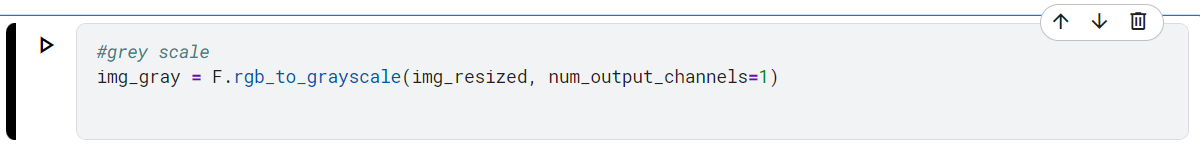 #grey scale
img_gray = F.rgb_to_grayscale(img_resized, num_output_channels=1)